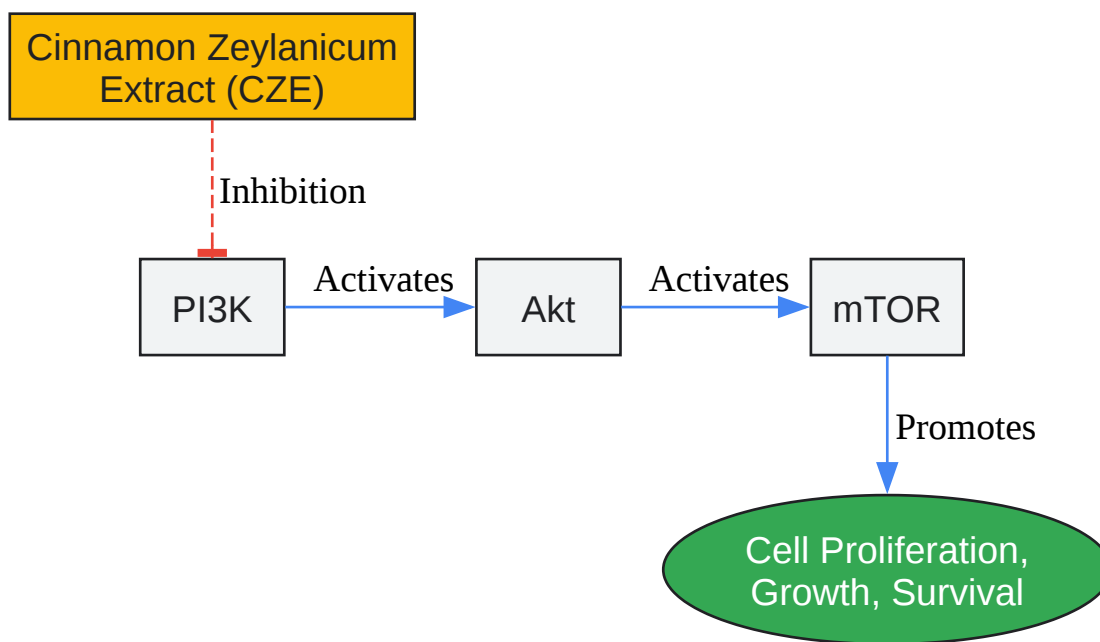 Cinnamon Zeylanicum
Extract (CZE)
Inhibition
PI3K
Activates
Akt
Activates
mTOR
Promotes
Cell Proliferation,
Growth, Survival